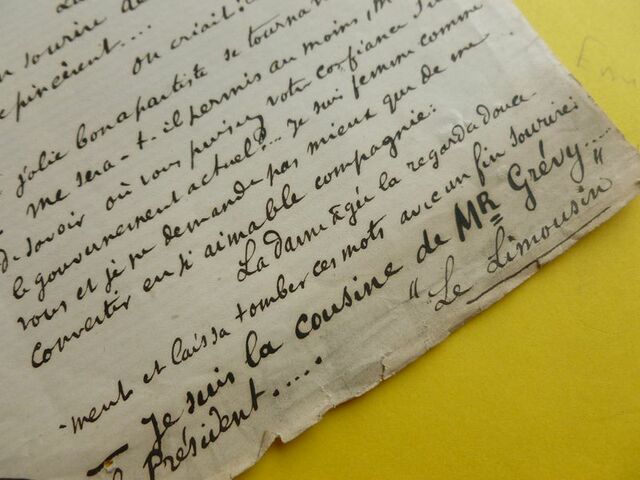 sourire de
pincèrent....
on criait:
jolie bonapartiste se tourna
me sera-t-il permis au moins,
de savoir où vous puisez votre confiance
le gouvernement actuel?... Je suis femme comme
vous et je ne demande pas mieux que de me
convertir en si aimable compagnie.
La dame âgée la regarda douce-
-ment et laissa tomber ces mots avec un fin sourire:
— Je suis la cousine de MR Grévy.....
le Président.....
"Le Limousin"